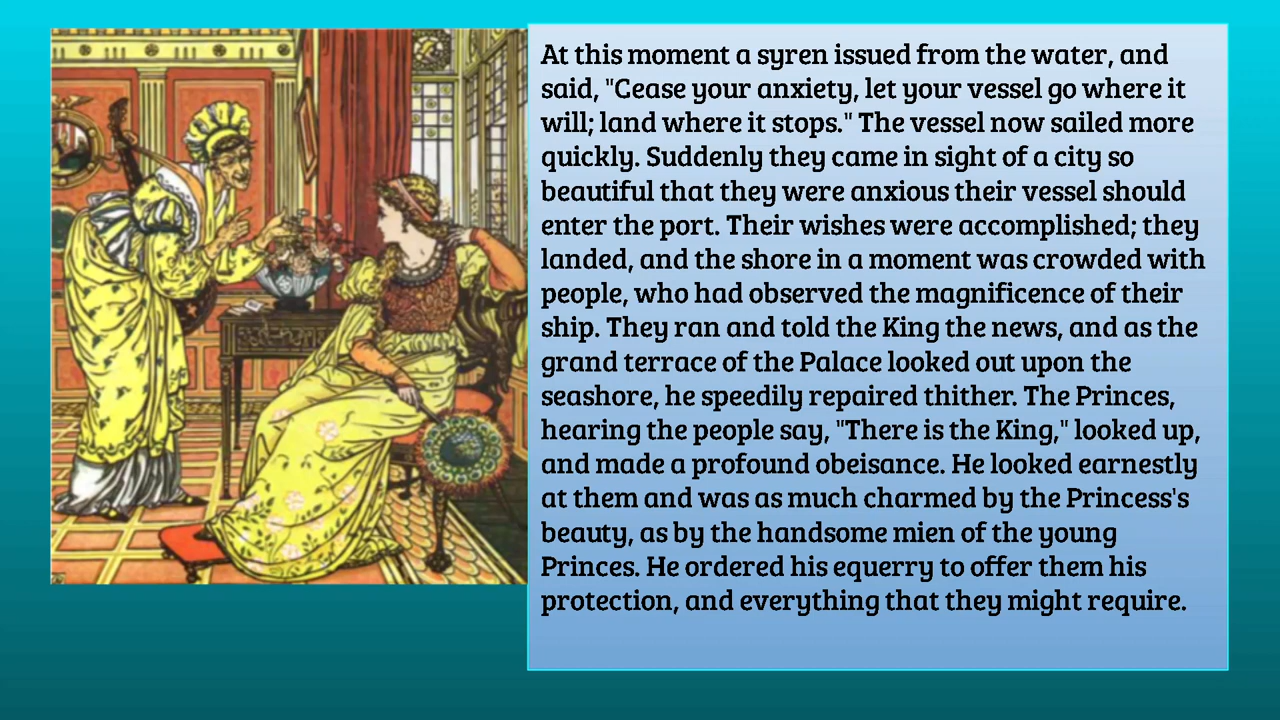 At this moment a syren issued from the water, and
said, "Cease your anxiety, let your vessel go where it
will; land where it stops." The vessel now sailed more
quickly. Suddenly they came in sight of a city so
beautiful that they were anxious their vessel should
enter the port. Their wishes were accomplished; they
landed, and the shore in a moment was crowded with
people, who had observed the magnificence of their
ship. They ran and told the King the news, and as the
grand terrace of the Palace looked out upon the
seashore, he speedily repaired thither. The Princes,
hearing the people say, "There is the King," looked up,
and made a profound obeisance. He looked earnestly
at them and was as much charmed by the Princess's
beauty, as by the handsome mien of the young
Princes. He ordered his equerry to offer them his
protection, and everything that they might require.